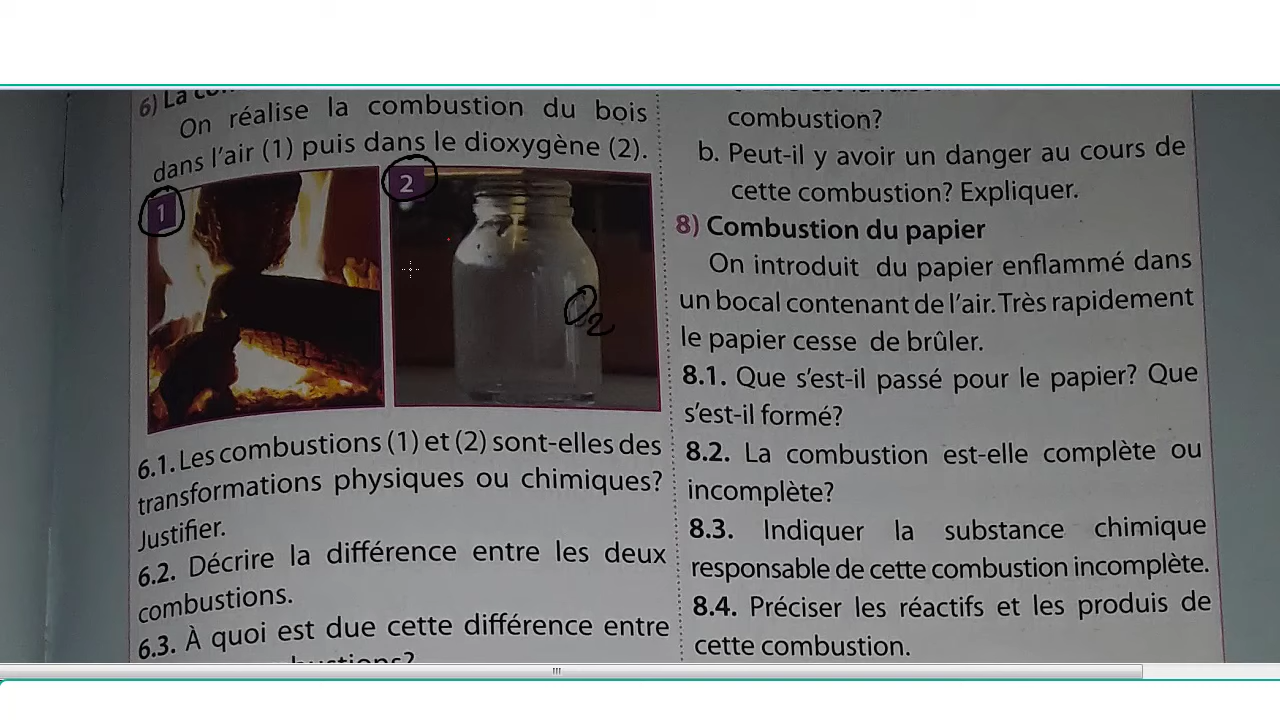 6) La
On réalise la combustion du bois
dans l'air (1) puis dans le dioxygène (2).
1
2
O2
6.1. Les combustions (1) et (2) sont-elles des
transformations physiques ou chimiques?
Justifier.
6.2. Décrire la différence entre les deux
combustions.
6.3. À quoi est due cette différence entre
combustion?
b. Peut-il y avoir un danger au cours de
cette combustion? Expliquer.
8) Combustion du papier
On introduit du papier enflammé dans
un bocal contenant de l'air. Très rapidement
le papier cesse de brûler.
8.1. Que s'est-il passé pour le papier? Que
s'est-il formé?
8.2. La combustion est-elle complète ou
incomplète?
8.3. Indiquer la substance chimique
responsable de cette combustion incomplète.
8.4. Préciser les réactifs et les produis de
cette combustion.